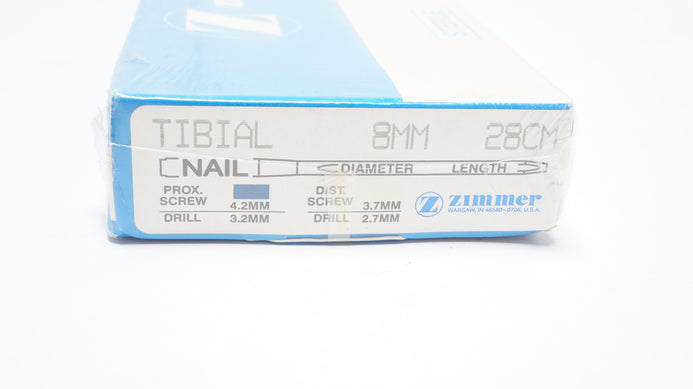 TIBIAL 8MM 28CM
NAIL DIAMETER LENGTH
PROX. SCREW 4.2MM
DRILL 3.2MM
DIST. SCREW 3.7MM
DRILL 2.7MM
Z zimmer
WARSAW, IN 46580-0708, U.S.A.